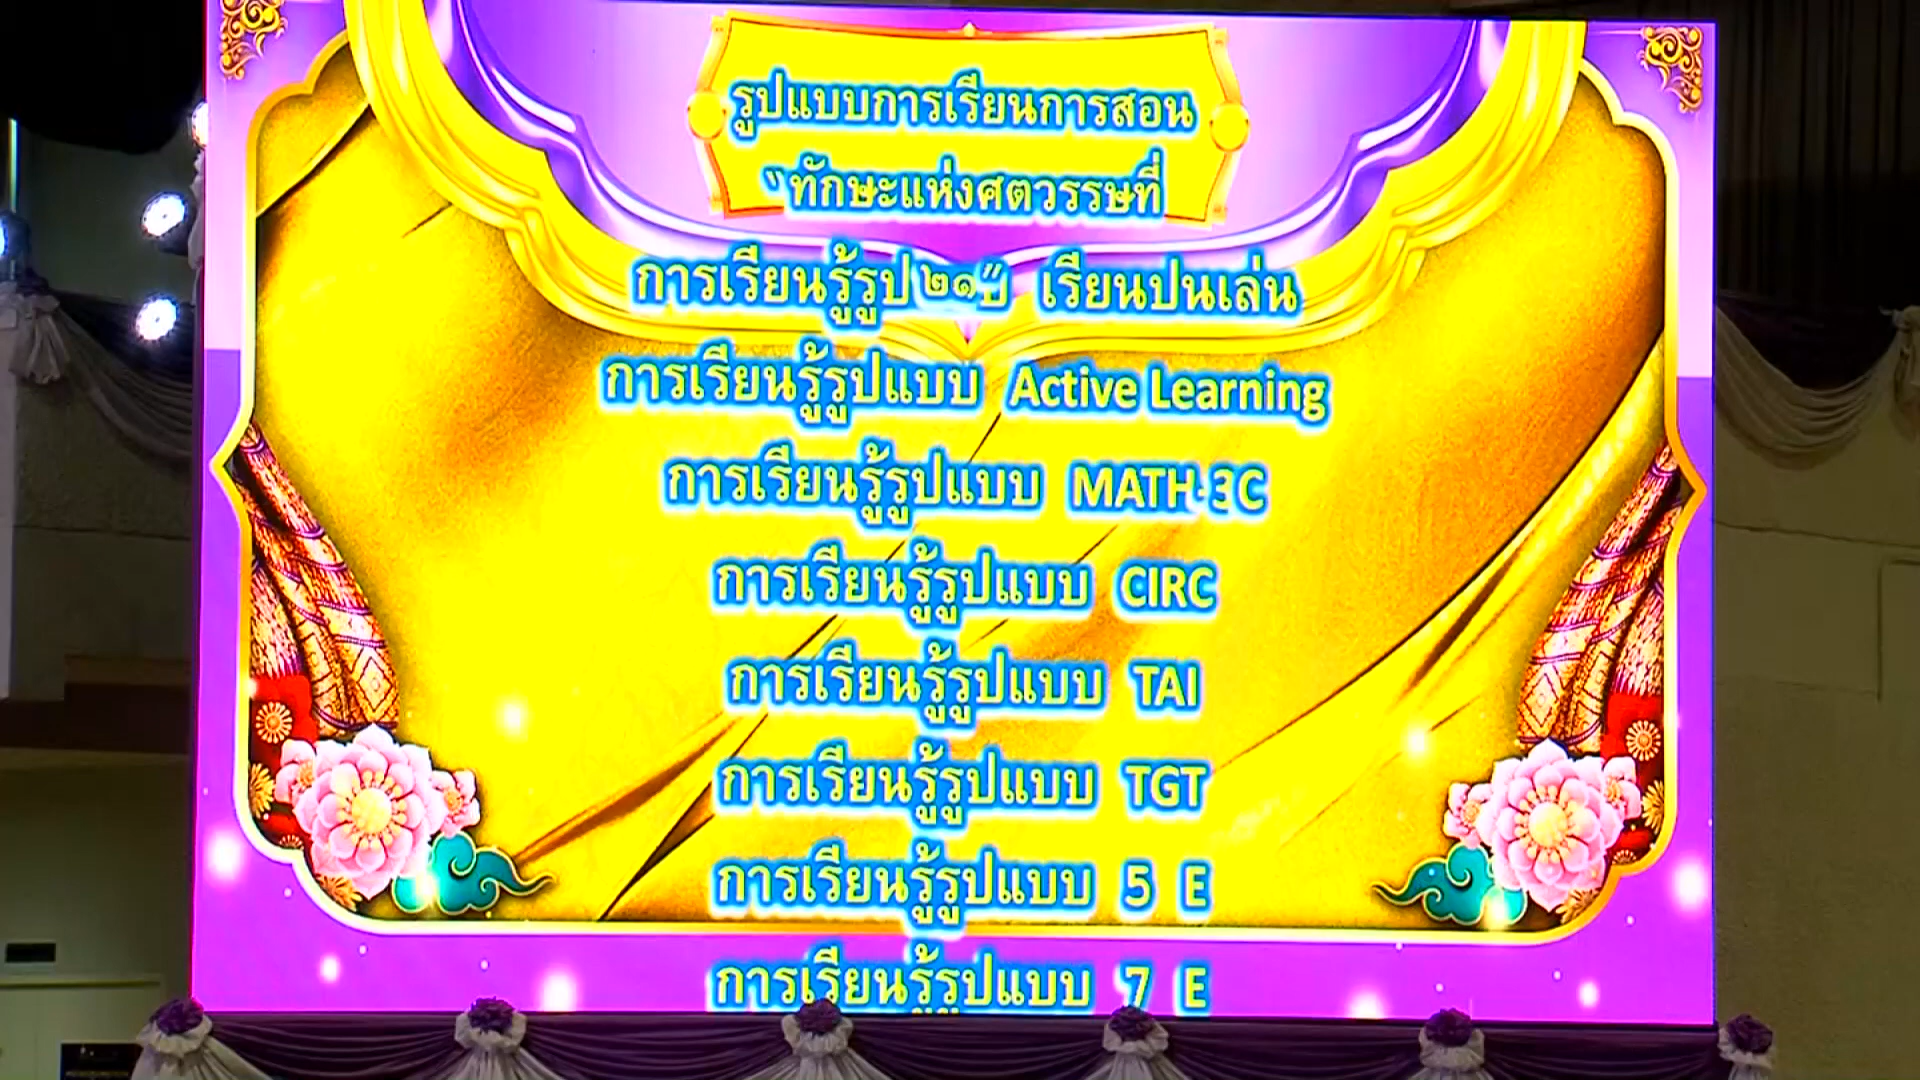 รูปแบบการเรียนการสอน
“ทักษะแห่งศตวรรษที่
การเรียนรู้รูป ๒๑” เรียนปนเล่น
การเรียนรู้รูปแบบ Active Learning
การเรียนรู้รูปแบบ MATH-3C
การเรียนรู้รูปแบบ CIRC
การเรียนรู้รูปแบบ TAI
การเรียนรู้รูปแบบ TGT
การเรียนรู้รูปแบบ 5 E
การเรียนรู้รูปแบบ 7 E